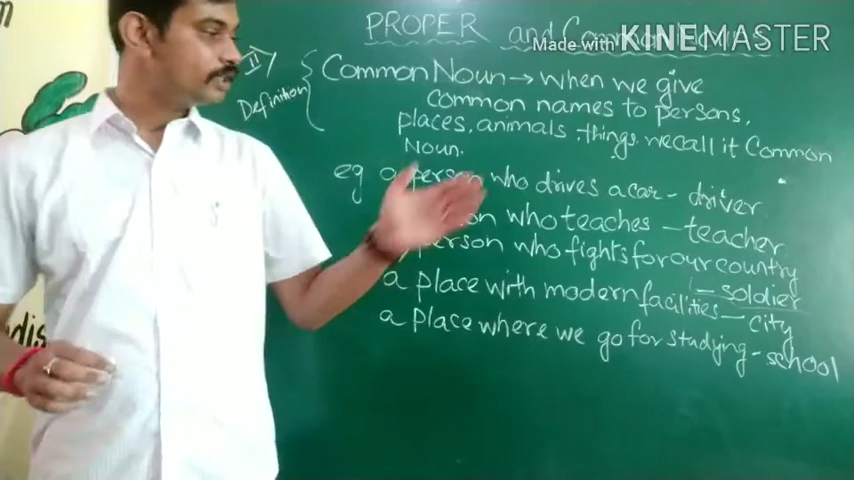 PROPER and Common Nouns
Made with KINEMASTER
II
Definition
Common Noun → when we give
common names to persons,
places, animals, things. we call it Common
Noun.
eg a person who drives a car - driver.
who teaches - teacher
person who fights for our country
- soldier
a place with modern facilities - city
a place where we go for studying - school